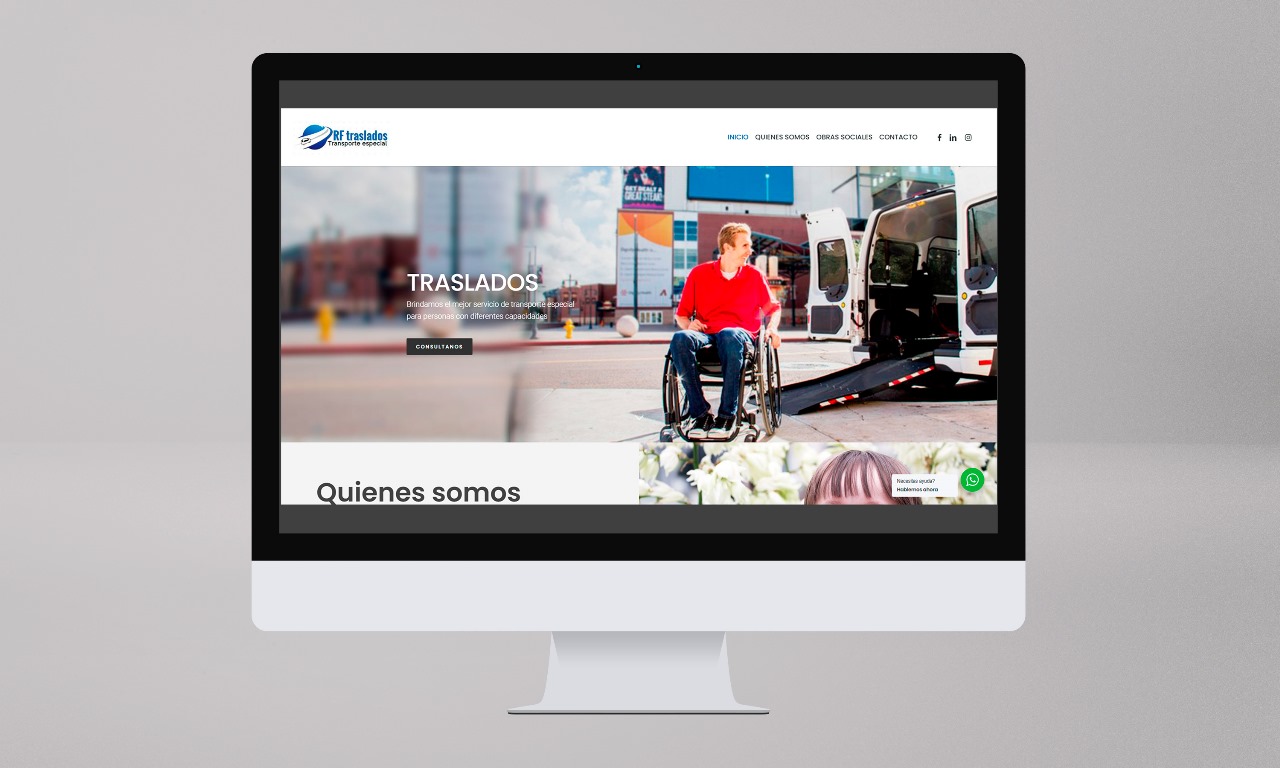 RF traslados
Transporte especial
INICIO QUIENES SOMOS OBRAS SOCIALES CONTACTO
GET DEALT A
GREAT STEAK!
TRASLADOS
Brindamos el mejor servicio de transporte especial
para personas con diferentes capacidades
CONSULTANOS
Quienes somos
Necesitas ayuda?
Hablemos ahora